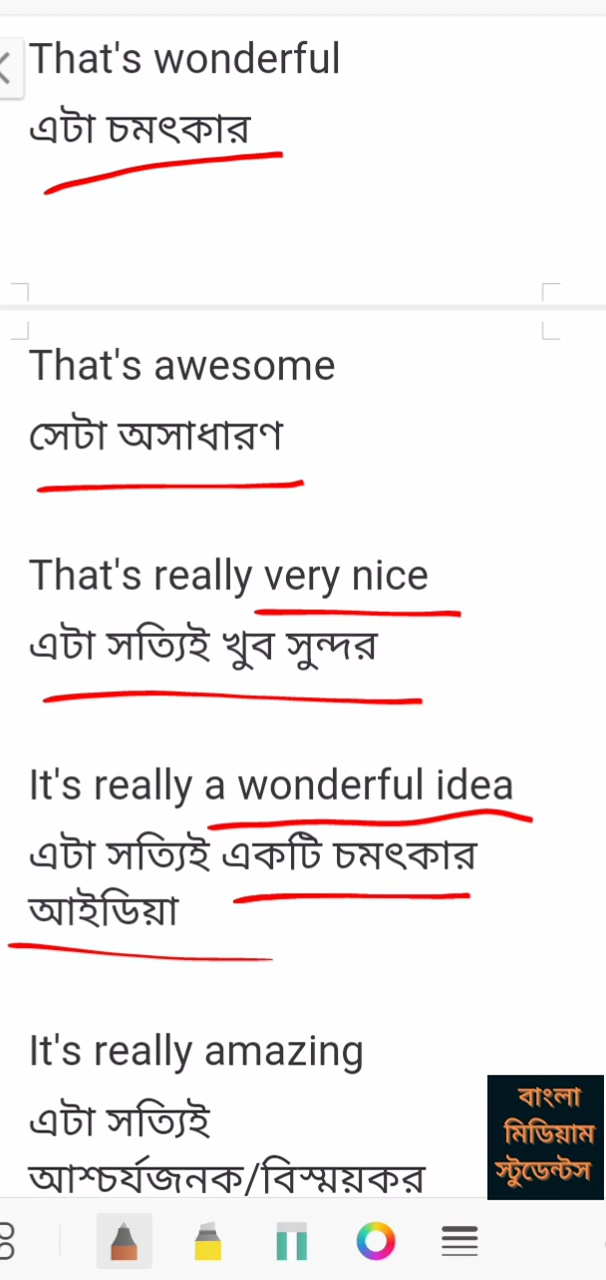 That's wonderful
এটা চমৎকার
That's awesome
সেটা অসাধারণ
That's really very nice
এটা সত্যিই খুব সুন্দর
It's really a wonderful idea
এটা সত্যিই একটি চমৎকার
আইডিয়া
It's really amazing
এটা সত্যিই
আশ্চর্যজনক/বিস্ময়কর
বাংলা
মিডিয়াম
স্টুডেন্টস